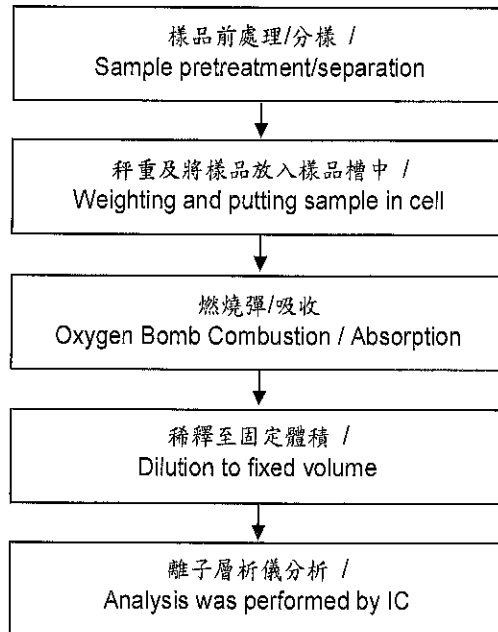 樣品前處理/分樣 /
Sample pretreatment/separation
秤重及將樣品放入樣品槽中 /
Weighting and putting sample in cell
燃燒彈/吸收
Oxygen Bomb Combustion / Absorption
稀釋至固定體積 /
Dilution to fixed volume
離子層析儀分析 /
Analysis was performed by IC